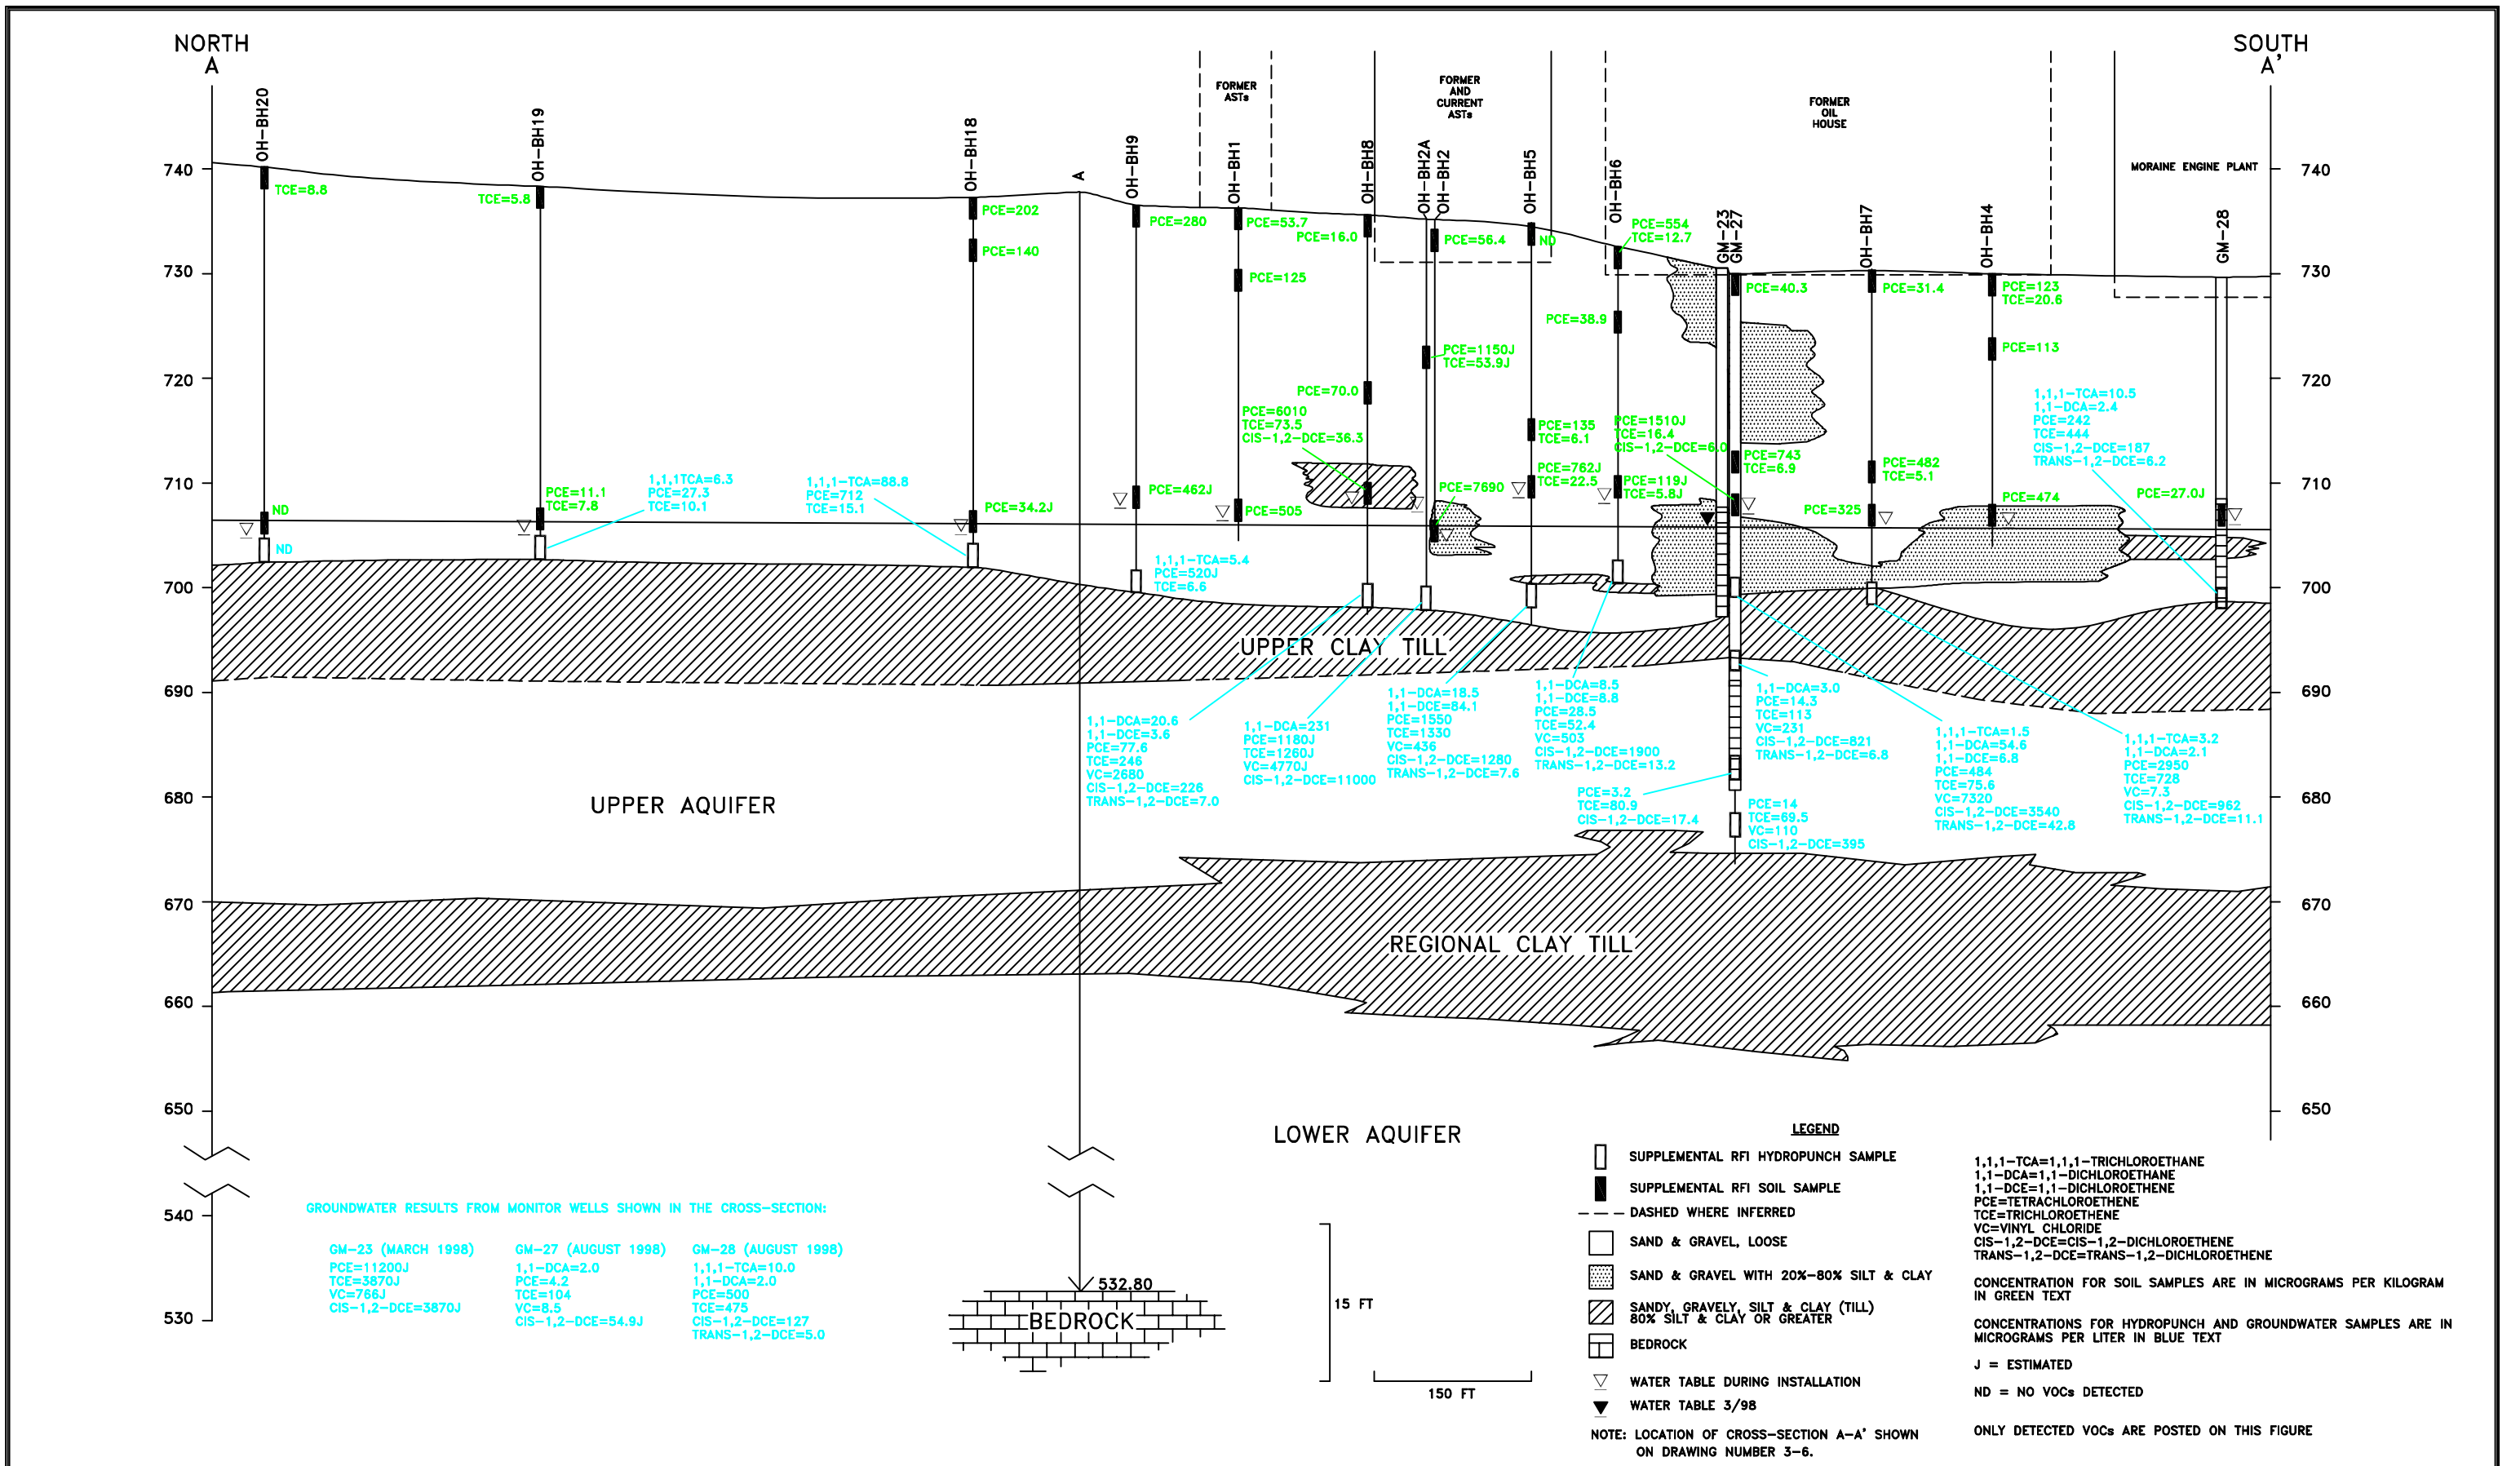 NORTH
A
SOUTH
A'
FORMER
ASTs
FORMER
AND
CURRENT
ASTs
FORMER
OIL
HOUSE
MORAINE ENGINE PLANT
OH-BH20
OH-BH19
OH-BH18
A
OH-BH9
OH-BH1
OH-BH8
OH-BH2A
OH-BH2
OH-BH5
OH-BH6
GM-23
GM-27
OH-BH7
OH-BH4
GM-28
740
730
720
710
700
690
680
670
660
650
540
530
740
730
720
710
700
690
680
670
660
650
TCE=8.8
ND
ND
TCE=5.8
PCE=11.1
TCE=7.8
1,1,1TCA=6.3
PCE=27.3
TCE=10.1
PCE=202
PCE=140
PCE=34.2J
1,1,1-TCA=88.8
PCE=712
TCE=15.1
PCE=280
PCE=462J
1,1,1-TCA=5.4
PCE=520J
TCE=6.6
PCE=53.7
PCE=125
PCE=505
PCE=16.0
PCE=70.0
PCE=6010
TCE=73.5
CIS-1,2-DCE=36.3
PCE=56.4
PCE=1150J
TCE=53.9J
PCE=7690
ND
PCE=135
TCE=6.1
PCE=762J
TCE=22.5
PCE=554
TCE=12.7
PCE=38.9
PCE=119J
TCE=5.8J
PCE=1510J
TCE=16.4
CIS-1,2-DCE=6.0
PCE=40.3
PCE=743
TCE=6.9
PCE=31.4
PCE=482
TCE=5.1
PCE=325
PCE=123
TCE=20.6
PCE=113
PCE=474
1,1,1-TCA=10.5
1,1-DCA=2.4
PCE=242
TCE=444
CIS-1,2-DCE=187
TRANS-1,2-DCE=6.2
PCE=27.0J
UPPER CLAY TILL
1,1-DCA=20.6
1,1-DCE=3.6
PCE=77.6
TCE=246
VC=2680
CIS-1,2-DCE=226
TRANS-1,2-DCE=7.0
1,1-DCA=231
PCE=1180J
TCE=1260J
VC=4770J
CIS-1,2-DCE=11000
1,1-DCA=18.5
1,1-DCE=84.1
PCE=1550
TCE=1330
VC=436
CIS-1,2-DCE=1280
TRANS-1,2-DCE=7.6
1,1-DCA=8.5
1,1-DCE=8.8
PCE=28.5
TCE=52.4
VC=503
CIS-1,2-DCE=1900
TRANS-1,2-DCE=13.2
PCE=3.2
TCE=80.9
CIS-1,2-DCE=17.4
1,1-DCA=3.0
PCE=14.3
TCE=113
VC=231
CIS-1,2-DCE=821
TRANS-1,2-DCE=6.8
PCE=14
TCE=69.5
VC=110
CIS-1,2-DCE=395
1,1,1-TCA=1.5
1,1-DCA=54.6
1,1-DCE=6.8
PCE=484
TCE=75.6
VC=7320
CIS-1,2-DCE=3540
TRANS-1,2-DCE=42.8
1,1,1-TCA=3.2
1,1-DCA=2.1
PCE=2950
TCE=728
VC=7.3
CIS-1,2-DCE=962
TRANS-1,2-DCE=11.1
UPPER AQUIFER
REGIONAL CLAY TILL
LOWER AQUIFER
GROUNDWATER RESULTS FROM MONITOR WELLS SHOWN IN THE CROSS-SECTION:
GM-23 (MARCH 1998)
PCE=11200J
TCE=3870J
VC=766J
CIS-1,2-DCE=3870J
GM-27 (AUGUST 1998)
1,1-DCA=2.0
PCE=4.2
TCE=104
VC=8.5
CIS-1,2-DCE=54.9J
GM-28 (AUGUST 1998)
1,1,1-TCA=10.0
1,1-DCA=2.0
PCE=500
TCE=475
CIS-1,2-DCE=127
TRANS-1,2-DCE=5.0
532.80
BEDROCK
15 FT
150 FT
LEGEND
SUPPLEMENTAL RFI HYDROPUNCH SAMPLE
SUPPLEMENTAL RFI SOIL SAMPLE
DASHED WHERE INFERRED
SAND & GRAVEL, LOOSE
SAND & GRAVEL WITH 20%-80% SILT & CLAY
SANDY, GRAVELY, SILT & CLAY (TILL)
80% SILT & CLAY OR GREATER
BEDROCK
WATER TABLE DURING INSTALLATION
WATER TABLE 3/98
NOTE: LOCATION OF CROSS-SECTION A-A' SHOWN
ON DRAWING NUMBER 3-6.
1,1,1-TCA=1,1,1-TRICHLOROETHANE
1,1-DCA=1,1-DICHLOROETHANE
1,1-DCE=1,1-DICHLOROETHENE
PCE=TETRACHLOROETHENE
TCE=TRICHLOROETHENE
VC=VINYL CHLORIDE
CIS-1,2-DCE=CIS-1,2-DICHLOROETHENE
TRANS-1,2-DCE=TRANS-1,2-DICHLOROETHENE
CONCENTRATION FOR SOIL SAMPLES ARE IN MICROGRAMS PER KILOGRAM
IN GREEN TEXT
CONCENTRATIONS FOR HYDROPUNCH AND GROUNDWATER SAMPLES ARE IN
MICROGRAMS PER LITER IN BLUE TEXT
J = ESTIMATED
ND = NO VOCs DETECTED
ONLY DETECTED VOCs ARE POSTED ON THIS FIGURE